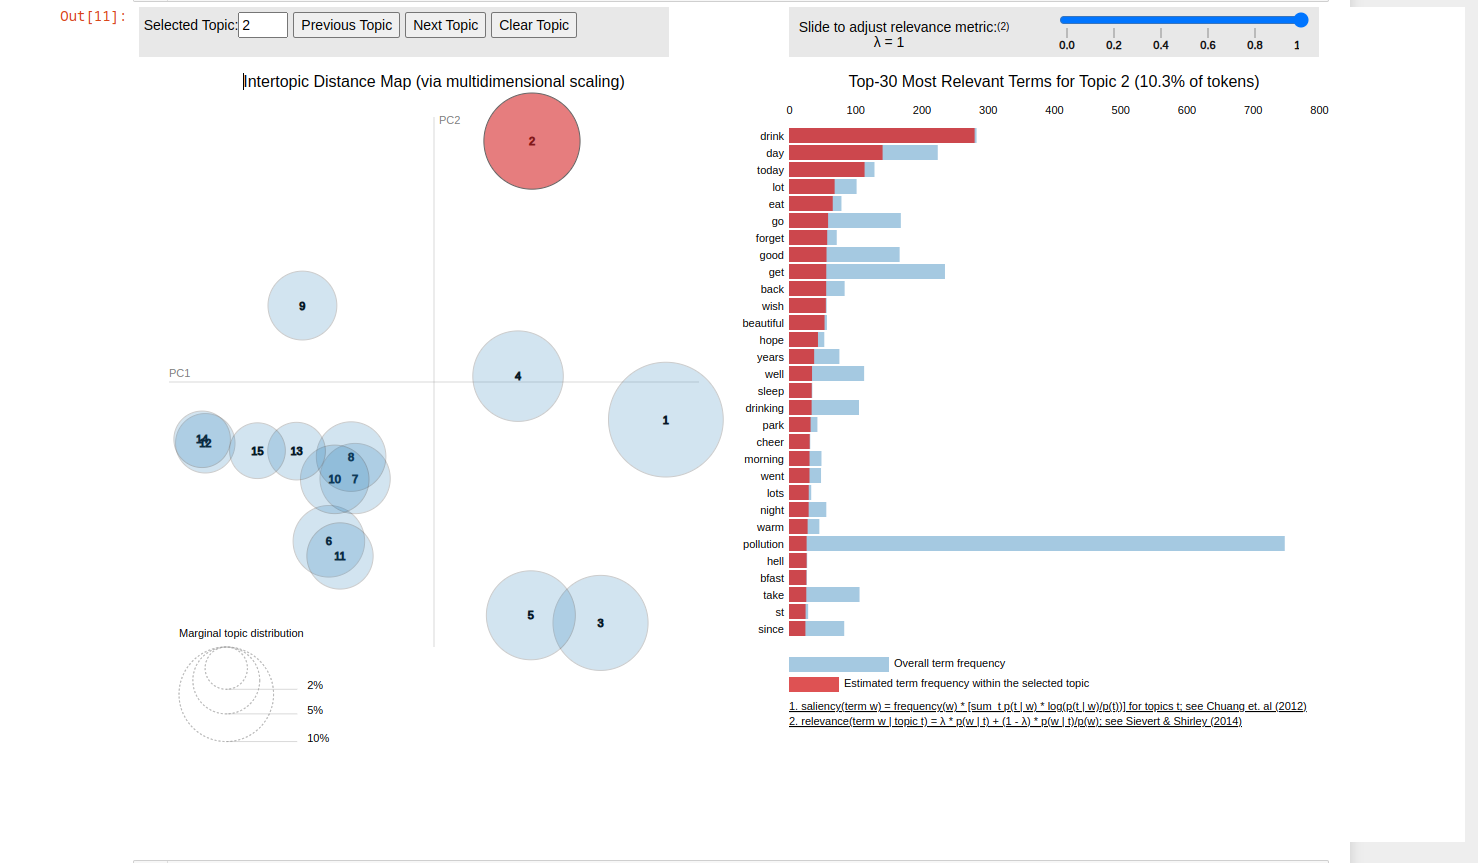 Out[11]:
Selected Topic: 2 Previous Topic Next Topic Clear Topic
Slide to adjust relevance metric:(2)
λ = 1
0.0 0.2 0.4 0.6 0.8 1
Intertopic Distance Map (via multidimensional scaling)
PC2
PC1
2
9
4
1
14
12
15
13
8
10
7
6
11
5
3
Marginal topic distribution
2%
5%
10%
Top-30 Most Relevant Terms for Topic 2 (10.3% of tokens)
0 100 200 300 400 500 600 700 800
drink
day
today
lot
eat
go
forget
good
get
back
wish
beautiful
hope
years
well
sleep
drinking
park
cheer
morning
went
lots
night
warm
pollution
hell
bfast
take
st
since
Overall term frequency
Estimated term frequency within the selected topic
1. saliency(term w) = frequency(w) * [sum_t p(t | w) * log(p(t | w)/p(t))] for topics t; see Chuang et. al (2012)
2. relevance(term w | topic t) = λ * p(w | t) + (1 - λ) * p(w | t)/p(w); see Sievert & Shirley (2014)